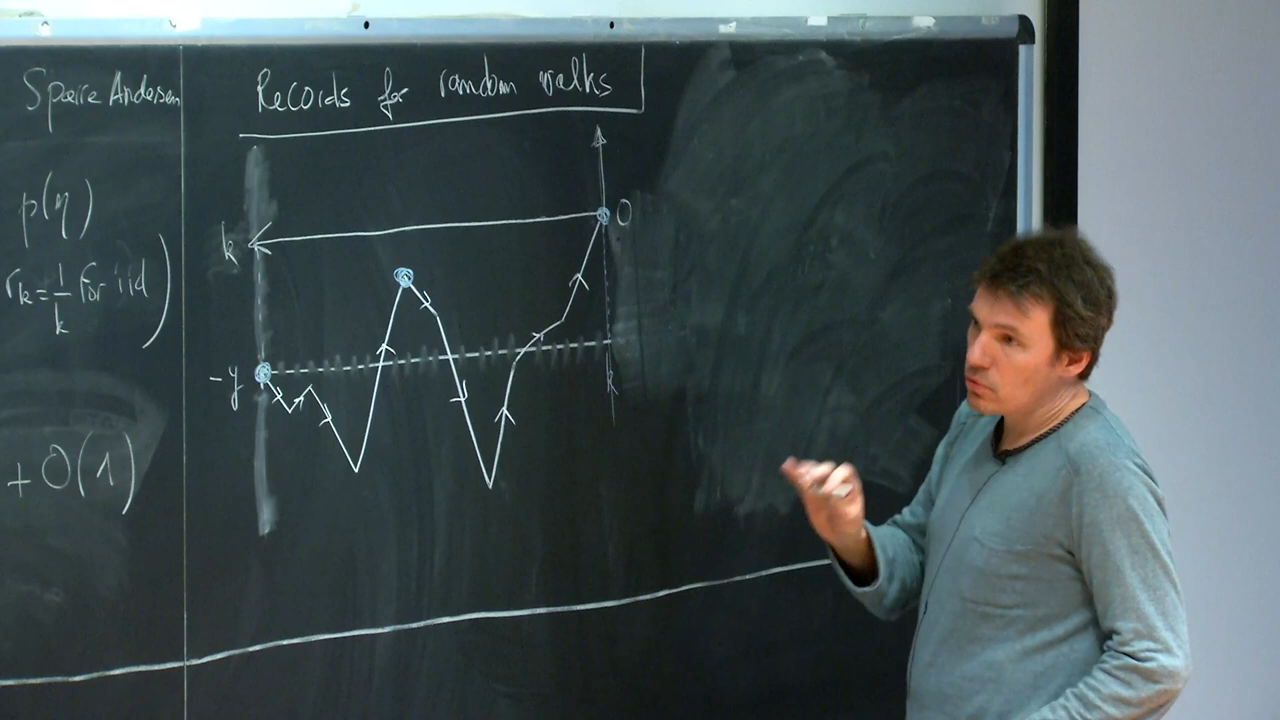 Sparre Andersen
p(η)
r_k = 1/k for iid)
+ O(1)
Records for random walks
k
0
-y